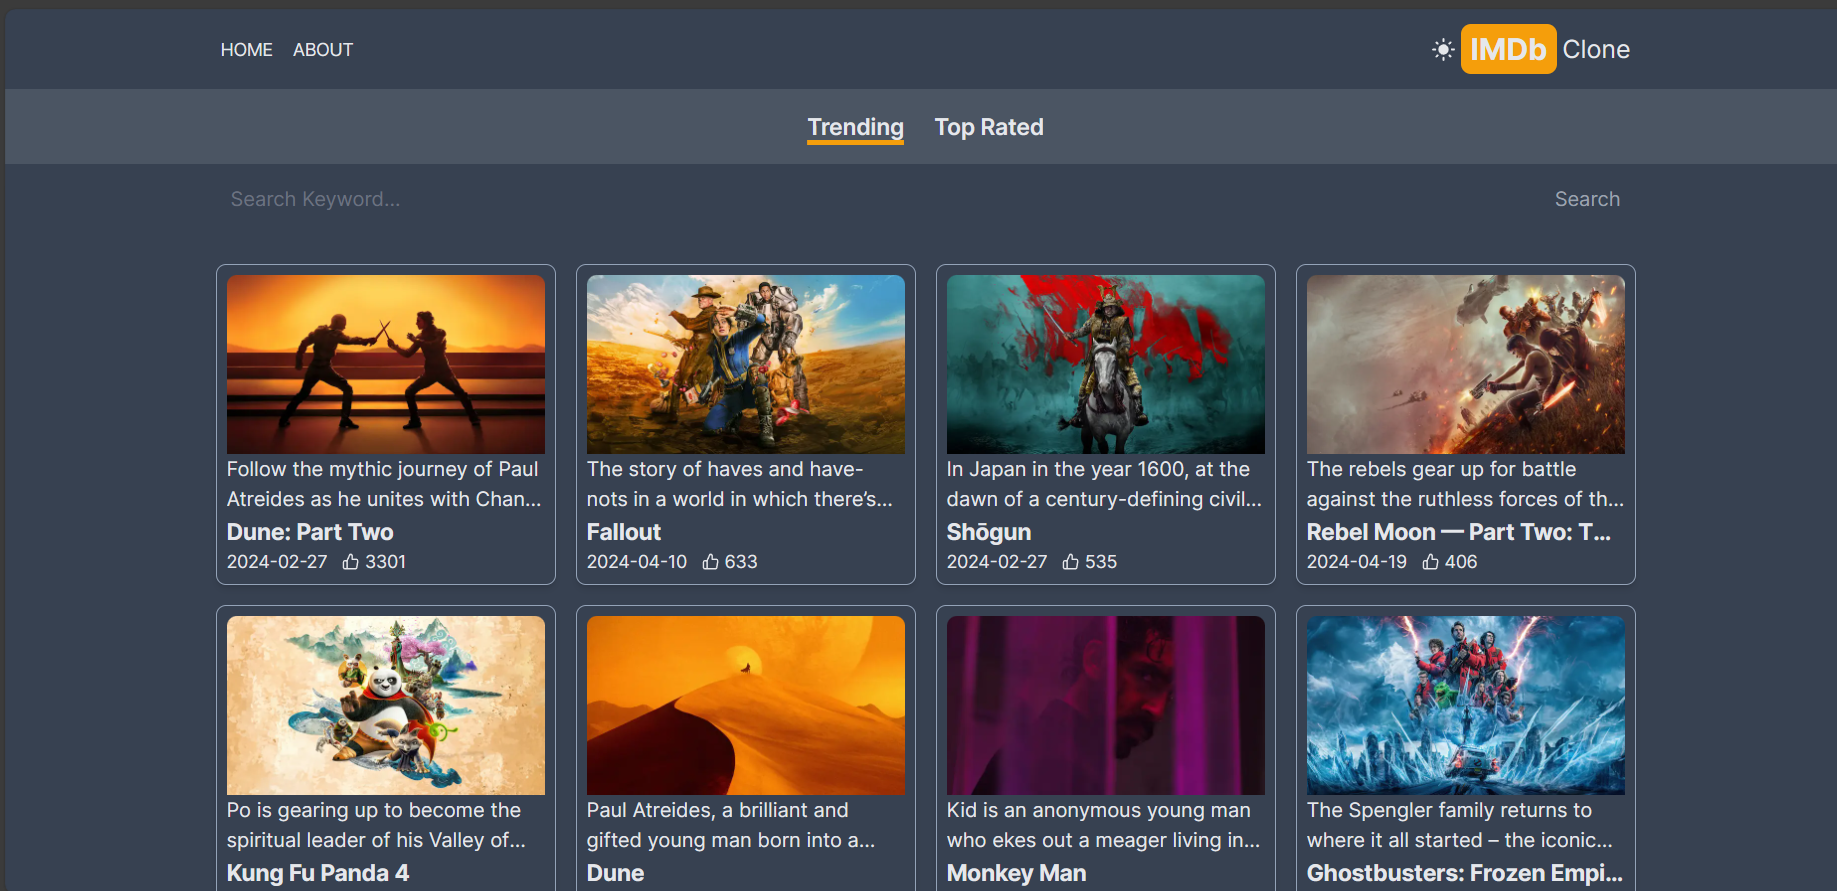 HOME ABOUT IMDb Clone
Trending Top Rated
Search Keyword... Search
Follow the mythic journey of Paul
Atreides as he unites with Chan...
Dune: Part Two
2024-02-27 3301
The story of haves and have-
nots in a world in which there’s...
Fallout
2024-04-10 633
In Japan in the year 1600, at the
dawn of a century-defining civil...
Shōgun
2024-02-27 535
The rebels gear up for battle
against the ruthless forces of th...
Rebel Moon — Part Two: T...
2024-04-19 406
Po is gearing up to become the
spiritual leader of his Valley of...
Kung Fu Panda 4
Paul Atreides, a brilliant and
gifted young man born into a...
Dune
Kid is an anonymous young man
who ekes out a meager living in...
Monkey Man
The Spengler family returns to
where it all started – the iconic...
Ghostbusters: Frozen Empi...